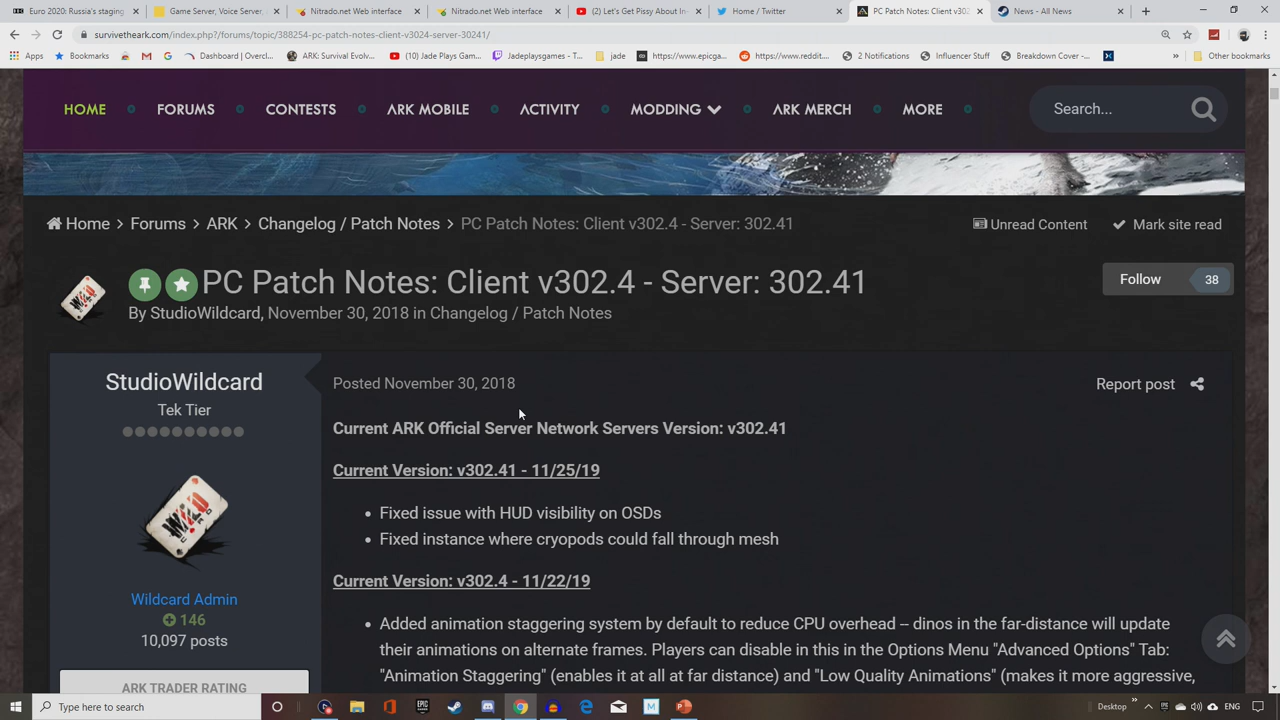 Euro 2020: Russia's staging
Game Server, Voice Server,
Nitrado.net Web interface
Nitrado.net Web interface
(2) Let's Get Pissy About In
Home / Twitter
PC Patch Notes: Client v302
News - All News
survivetheark.com/index.php?/forums/topic/388254-pc-patch-notes-client-v3024-server-30241/
Apps
Bookmarks
Dashboard | Overcl...
ARK: Survival Evolv...
(10) Jade Plays Gam...
Jadeplaysgames - T...
jade
https://www.epicga...
https://www.reddit...
2 Notifications
Influencer Stuff
Breakdown Cover -...
Other bookmarks
HOME
FORUMS
CONTESTS
ARK MOBILE
ACTIVITY
MODDING
ARK MERCH
MORE
Search...
Home > Forums > ARK > Changelog / Patch Notes > PC Patch Notes: Client v302.4 - Server: 302.41
Unread Content
Mark site read
PC Patch Notes: Client v302.4 - Server: 302.41
Follow 38
By StudioWildcard, November 30, 2018 in Changelog / Patch Notes
StudioWildcard
Tek Tier
WILD
CARD
Wildcard Admin
146
10,097 posts
ARK TRADER RATING
Posted November 30, 2018
Report post
Current ARK Official Server Network Servers Version: v302.41
Current Version: v302.41 - 11/25/19
• Fixed issue with HUD visibility on OSDs
• Fixed instance where cryopods could fall through mesh
Current Version: v302.4 - 11/22/19
• Added animation staggering system by default to reduce CPU overhead -- dinos in the far-distance will update
their animations on alternate frames. Players can disable in this in the Options Menu "Advanced Options" Tab:
"Animation Staggering" (enables it at all at far distance) and "Low Quality Animations" (makes it more aggressive,
Type here to search
Desktop
ENG